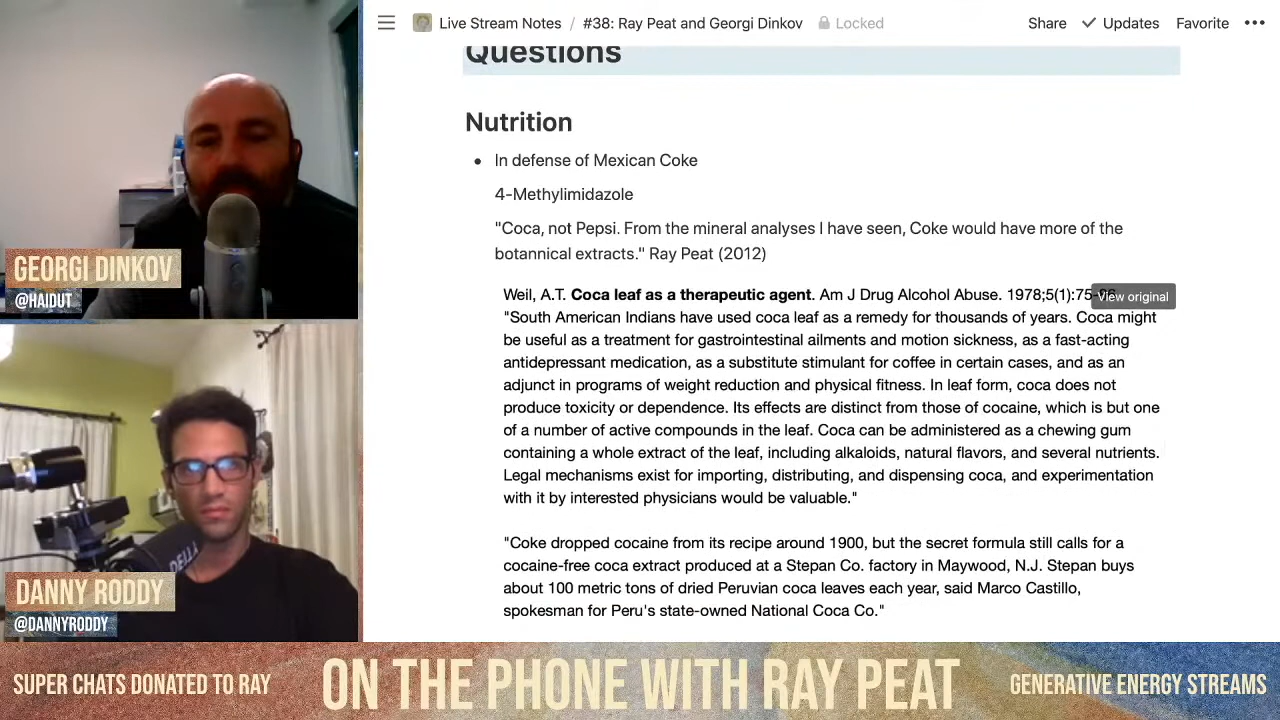 Live Stream Notes / #38: Ray Peat and Georgi Dinkov Locked Share Updates Favorite
Questions
Nutrition
• In defense of Mexican Coke
4-Methylimidazole
"Coca, not Pepsi. From the mineral analyses I have seen, Coke would have more of the
botannical extracts." Ray Peat (2012)
Weil, A.T. Coca leaf as a therapeutic agent. Am J Drug Alcohol Abuse. 1978;5(1):75-
View original
"South American Indians have used coca leaf as a remedy for thousands of years. Coca might
be useful as a treatment for gastrointestinal ailments and motion sickness, as a fast-acting
antidepressant medication, as a substitute stimulant for coffee in certain cases, and as an
adjunct in programs of weight reduction and physical fitness. In leaf form, coca does not
produce toxicity or dependence. Its effects are distinct from those of cocaine, which is but one
of a number of active compounds in the leaf. Coca can be administered as a chewing gum
containing a whole extract of the leaf, including alkaloids, natural flavors, and several nutrients.
Legal mechanisms exist for importing, distributing, and dispensing coca, and experimentation
with it by interested physicians would be valuable."
"Coke dropped cocaine from its recipe around 1900, but the secret formula still calls for a
cocaine-free coca extract produced at a Stepan Co. factory in Maywood, N.J. Stepan buys
about 100 metric tons of dried Peruvian coca leaves each year, said Marco Castillo,
spokesman for Peru's state-owned National Coca Co."
GEORGI DINKOV
@HAIDUT
DANNY RODDY
@DANNYRODDY
SUPER CHATS DONATED TO RAY
ON THE PHONE WITH RAY PEAT
GENERATIVE ENERGY STREAMS